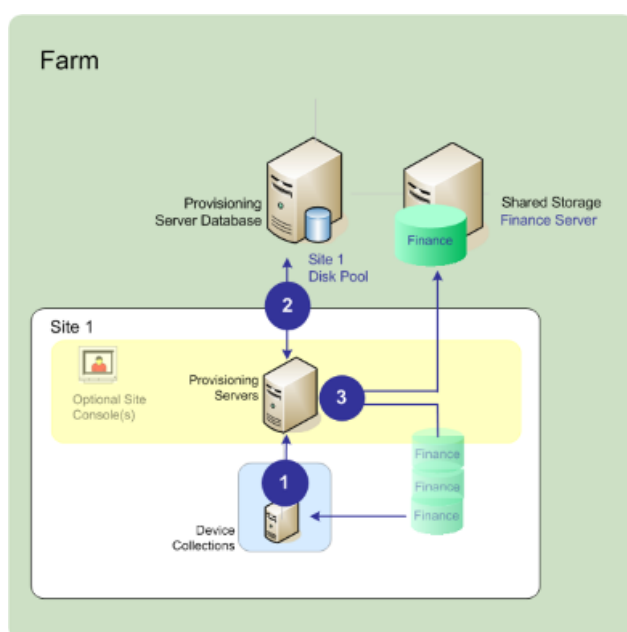 Farm
Provisioning
Server Database
Site 1
Disk Pool
Finance
Shared Storage
Finance Server
2
Site 1
Optional Site
Console(s)
Provisioning
Servers
3
Finance
Finance
Finance
1
Device
Collections